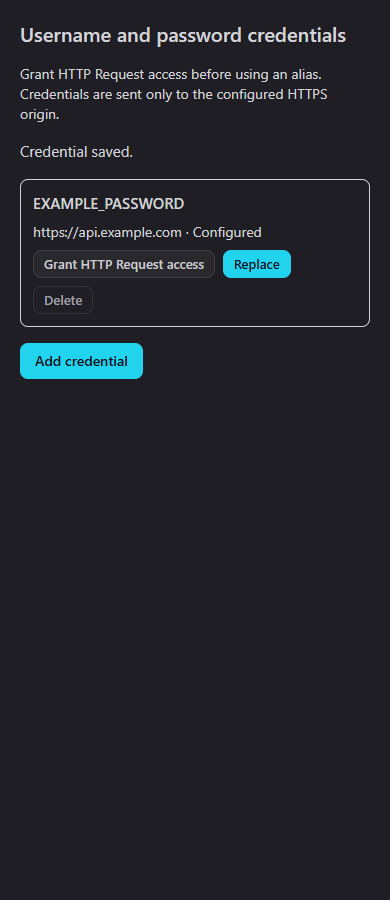 Username and password credentials
Grant HTTP Request access before using an alias.
Credentials are sent only to the configured HTTPS
origin.
Credential saved.
EXAMPLE_PASSWORD
https://api.example.com · Configured
Grant HTTP Request access
Replace
Delete
Add credential